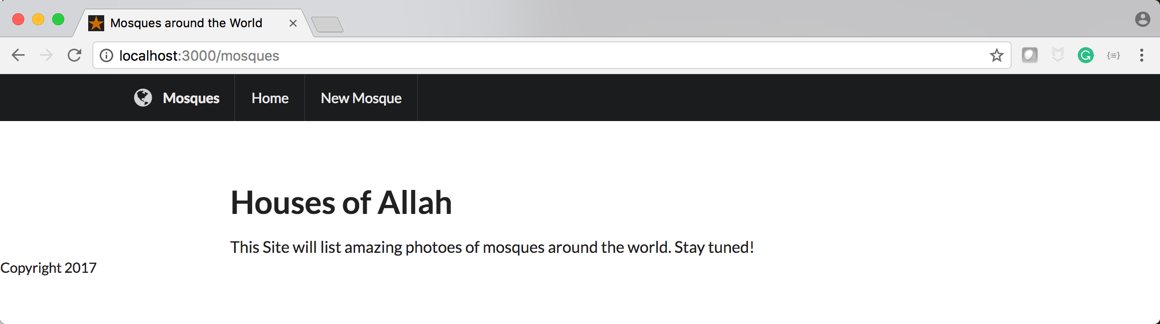 Mosques around the World
localhost:3000/mosques
Mosques Home New Mosque
Houses of Allah
This Site will list amazing photoes of mosques around the world. Stay tuned!
Copyright 2017